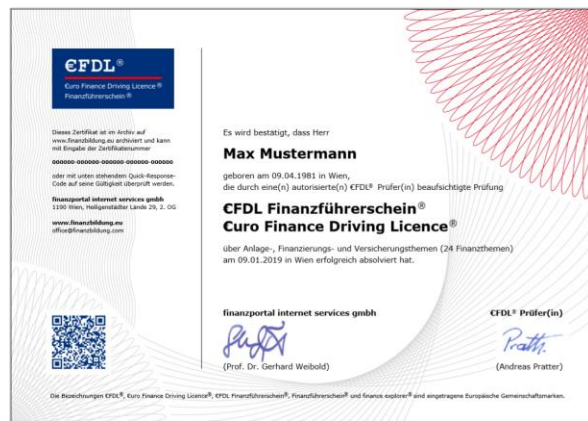 €FDL®
€uro Finance Driving Licence®
Finanzführerschein®
Dieses Zertifikat ist im Archiv auf
www.finanzbildung.eu archiviert und kann
mit Eingabe der Zertifikatenummer
000000-000000-000000-000000-000000
oder mit unten stehendem Quick-Response-
Code auf seine Gültigkeit überprüft werden.
finanzportal internet services gmbh
1190 Wien, Heiligenstädter Lände 29, 2. OG
www.finanzbildung.eu
office@finanzbildung.com
Es wird bestätigt, dass Herr
Max Mustermann
geboren am 09.04.1981 in Wien,
die durch eine(n) autorisierte(n) €FDL® Prüfer(in) beaufsichtigte Prüfung
€FDL Finanzführerschein®
€uro Finance Driving Licence®
über Anlage-, Finanzierungs- und Versicherungsthemen (24 Finanzthemen)
am 09.01.2019 in Wien erfolgreich absolviert hat.
finanzportal internet services gmbh
(Prof. Dr. Gerhard Weibold)
€FDL® Prüfer(in)
Pratt.
(Andreas Pratter)
Die Bezeichnungen €FDL®, €uro Finance Driving Licence®, €FDL Finanzführerschein®, Finanzführerschein® und finance explorer® sind eingetragene Europäische Gemeinschaftsmarken.